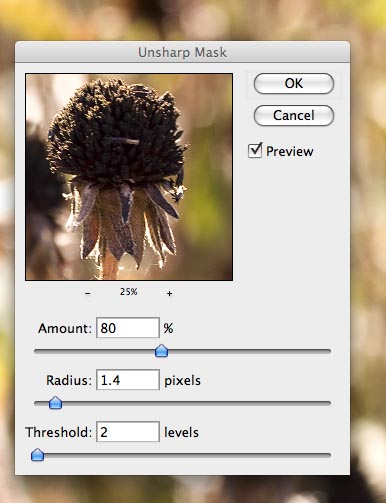 Unsharp Mask
OK
Cancel
Preview
- 25% +
Amount: 80 %
Radius: 1.4 pixels
Threshold: 2 levels